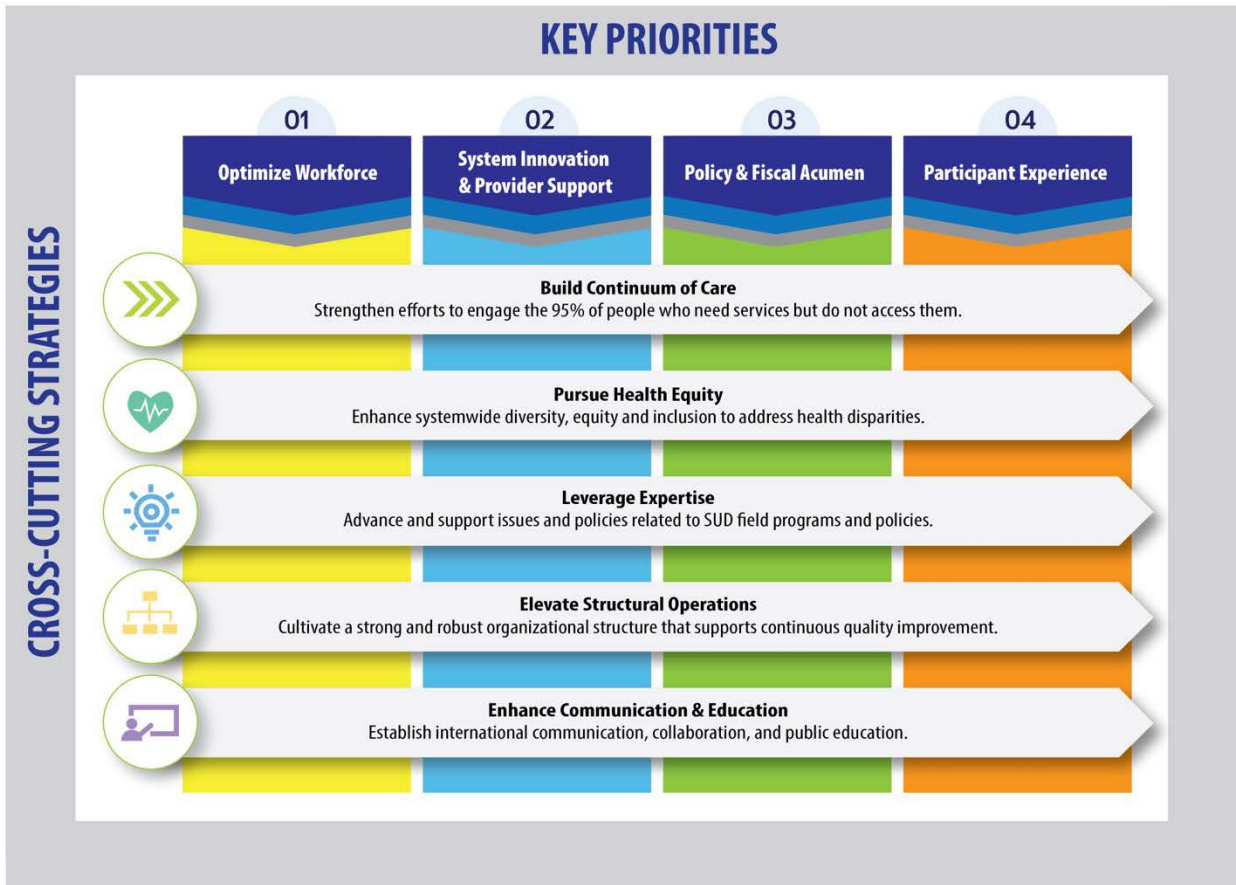 KEY PRIORITIES
CROSS-CUTTING STRATEGIES
01
Optimize Workforce
02
System Innovation
& Provider Support
03
Policy & Fiscal Acumen
04
Participant Experience
Build Continuum of Care
Strengthen efforts to engage the 95% of people who need services but do not access them.
Pursue Health Equity
Enhance systemwide diversity, equity and inclusion to address health disparities.
Leverage Expertise
Advance and support issues and policies related to SUD field programs and policies.
Elevate Structural Operations
Cultivate a strong and robust organizational structure that supports continuous quality improvement.
Enhance Communication & Education
Establish international communication, collaboration, and public education.